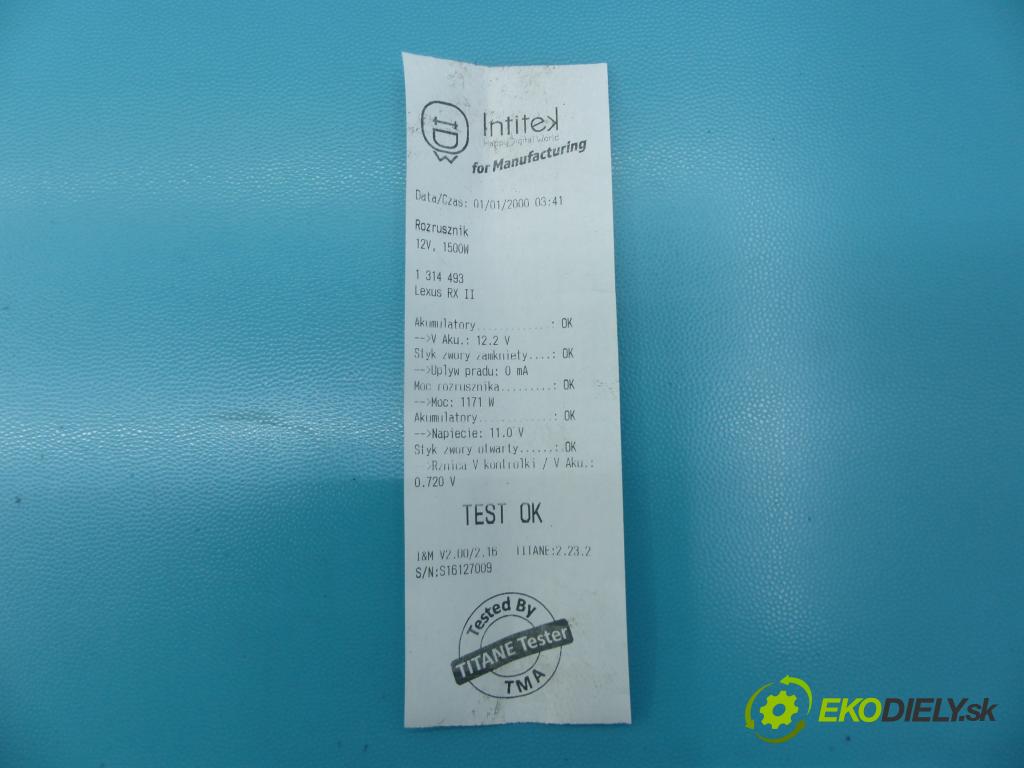 Intitek
Happy Digital World
for Manufacturing
Data/Czas: 01/01/2000 03:41
Rozrusznik
12V, 1500W
1 314 493
Lexus RX II
Akumulatory............: OK
-->V Aku.: 12.2 V
Styk zwory zamkniety....: OK
-->Uplyw pradu: 0 mA
Moc rozrusznika.........: OK
-->Moc: 1171 W
Akumulatory............: OK
-->Napiecie: 11.0 V
Styk zwory otwarty......: OK
-->Rznica V kontrolki / V Aku.:
0.720 V
TEST OK
T&M V2.00/2.16 TITANE:2.23.2
S/N:S16127009
Tested By
TITANE Tester
TMA
EKODIELY.sk